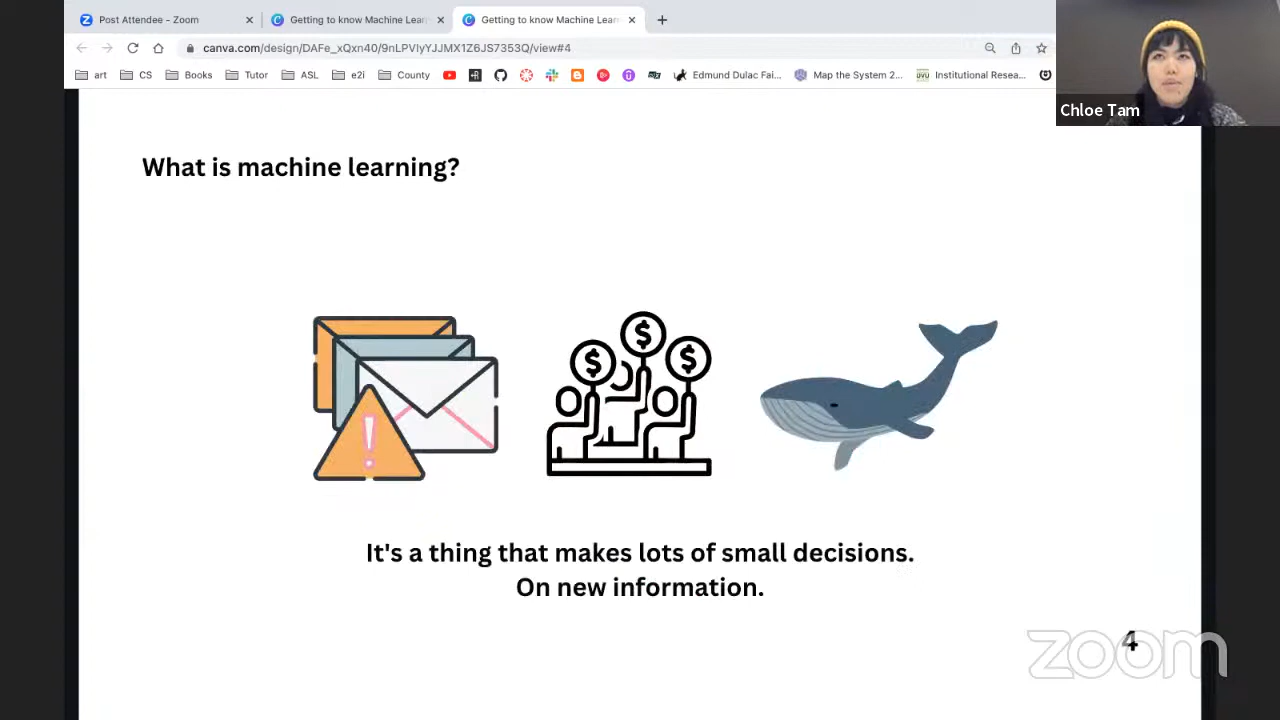 Post Attendee - Zoom
Getting to know Machine Lear
Getting to know Machine Lear
canva.com/design/DAFe_xQxn40/9nLPVlyYJJMX1Z6JS7353Q/view#4
art
CS
Books
Tutor
ASL
e2i
County
Edmund Dulac Fai...
Map the System 2...
Institutional Resea...
Chloe Tam
What is machine learning?
$
$
$
!
It's a thing that makes lots of small decisions.
On new information.
4
zoom